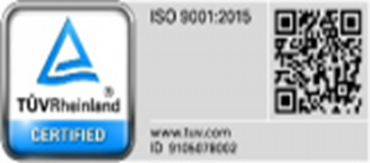 ISO 9001:2015
TÜVRheinland®
CERTIFIED
www.tuv.com
ID 9105078002